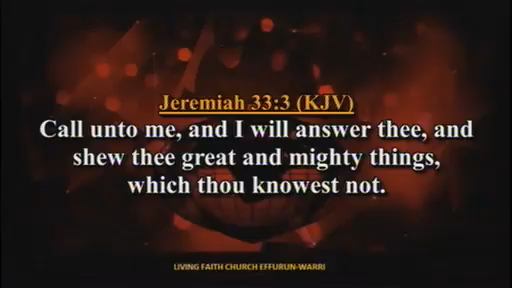 Jeremiah 33:3 (KJV)
Call unto me, and I will answer thee, and
shew thee great and mighty things,
which thou knowest not.
LIVING FAITH CHURCH EFFURUN-WARRI